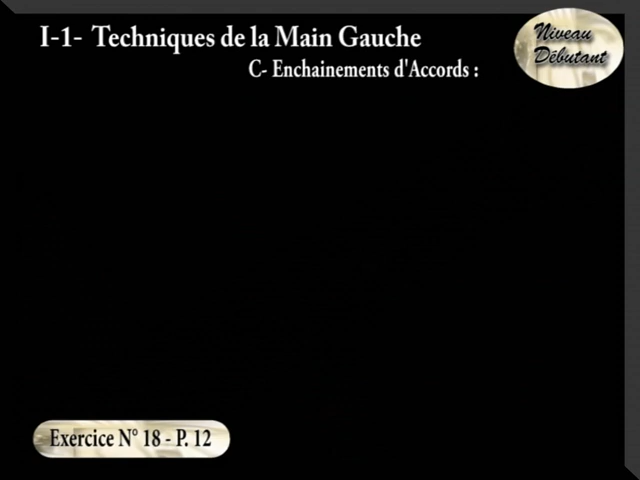 I-1- Techniques de la Main Gauche
C- Enchainements d'Accords :
Niveau
Débutant
Exercice N° 18 - P. 12